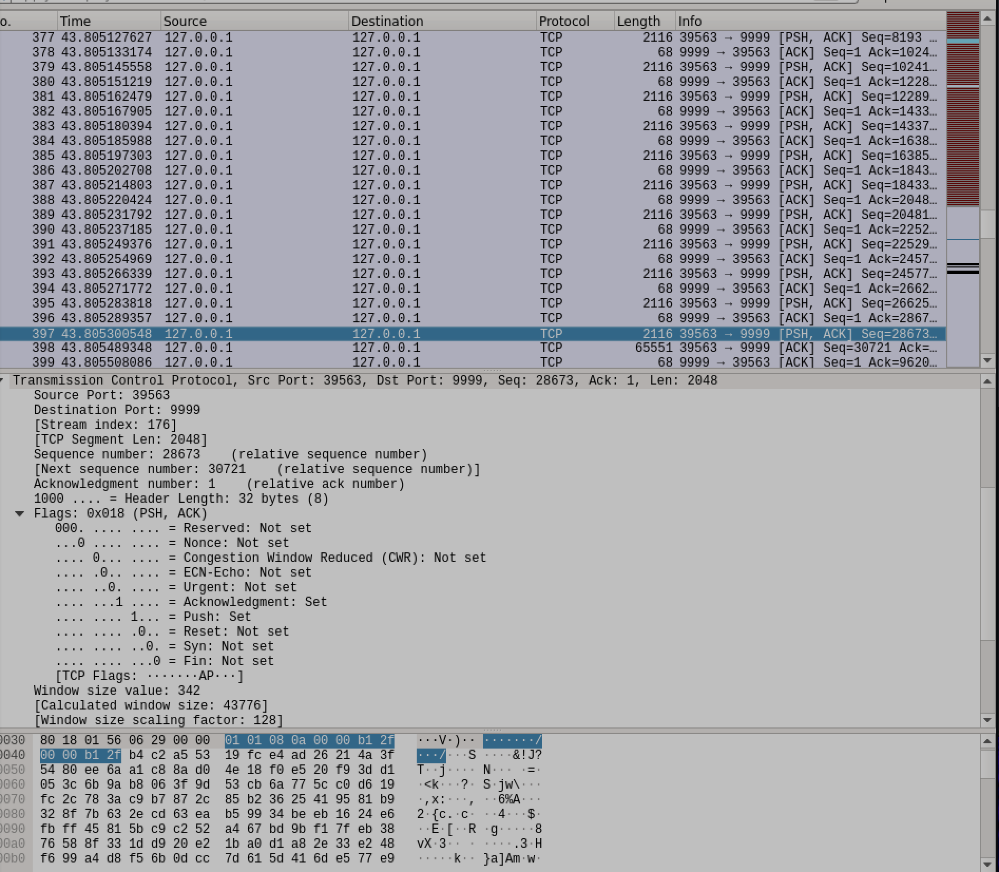 o. Time Source Destination Protocol Length Info
377 43.805127627 127.0.0.1 127.0.0.1 TCP 2116 39563 → 9999 [PSH, ACK] Seq=8193 …
378 43.805133174 127.0.0.1 127.0.0.1 TCP 68 9999 → 39563 [ACK] Seq=1 Ack=1024…
379 43.805145558 127.0.0.1 127.0.0.1 TCP 2116 39563 → 9999 [PSH, ACK] Seq=10241…
380 43.805151219 127.0.0.1 127.0.0.1 TCP 68 9999 → 39563 [ACK] Seq=1 Ack=1228…
381 43.805162479 127.0.0.1 127.0.0.1 TCP 2116 39563 → 9999 [PSH, ACK] Seq=12289…
382 43.805167905 127.0.0.1 127.0.0.1 TCP 68 9999 → 39563 [ACK] Seq=1 Ack=1433…
383 43.805180394 127.0.0.1 127.0.0.1 TCP 2116 39563 → 9999 [PSH, ACK] Seq=14337…
384 43.805185988 127.0.0.1 127.0.0.1 TCP 68 9999 → 39563 [ACK] Seq=1 Ack=1638…
385 43.805197303 127.0.0.1 127.0.0.1 TCP 2116 39563 → 9999 [PSH, ACK] Seq=16385…
386 43.805202708 127.0.0.1 127.0.0.1 TCP 68 9999 → 39563 [ACK] Seq=1 Ack=1843…
387 43.805214803 127.0.0.1 127.0.0.1 TCP 2116 39563 → 9999 [PSH, ACK] Seq=18433…
388 43.805220424 127.0.0.1 127.0.0.1 TCP 68 9999 → 39563 [ACK] Seq=1 Ack=2048…
389 43.805231792 127.0.0.1 127.0.0.1 TCP 2116 39563 → 9999 [PSH, ACK] Seq=20481…
390 43.805237185 127.0.0.1 127.0.0.1 TCP 68 9999 → 39563 [ACK] Seq=1 Ack=2252…
391 43.805249376 127.0.0.1 127.0.0.1 TCP 2116 39563 → 9999 [PSH, ACK] Seq=22529…
392 43.805254969 127.0.0.1 127.0.0.1 TCP 68 9999 → 39563 [ACK] Seq=1 Ack=2457…
393 43.805266339 127.0.0.1 127.0.0.1 TCP 2116 39563 → 9999 [PSH, ACK] Seq=24577…
394 43.805271772 127.0.0.1 127.0.0.1 TCP 68 9999 → 39563 [ACK] Seq=1 Ack=2662…
395 43.805283818 127.0.0.1 127.0.0.1 TCP 2116 39563 → 9999 [PSH, ACK] Seq=26625…
396 43.805289357 127.0.0.1 127.0.0.1 TCP 68 9999 → 39563 [ACK] Seq=1 Ack=2867…
397 43.805300548 127.0.0.1 127.0.0.1 TCP 2116 39563 → 9999 [PSH, ACK] Seq=28673…
398 43.805489348 127.0.0.1 127.0.0.1 TCP 65551 39563 → 9999 [ACK] Seq=30721 Ack=…
399 43.805508086 127.0.0.1 127.0.0.1 TCP 68 9999 → 39563 [ACK] Seq=1 Ack=9620…
Transmission Control Protocol, Src Port: 39563, Dst Port: 9999, Seq: 28673, Ack: 1, Len: 2048
Source Port: 39563
Destination Port: 9999
[Stream index: 176]
[TCP Segment Len: 2048]
Sequence number: 28673 (relative sequence number)
[Next sequence number: 30721 (relative sequence number)]
Acknowledgment number: 1 (relative ack number)
1000 .... = Header Length: 32 bytes (8)
Flags: 0x018 (PSH, ACK)
000. .... .... = Reserved: Not set
...0 .... .... = Nonce: Not set
.... 0... .... = Congestion Window Reduced (CWR): Not set
.... .0.. .... = ECN-Echo: Not set
.... ..0. .... = Urgent: Not set
.... ...1 .... = Acknowledgment: Set
.... .... 1... = Push: Set
.... .... .0.. = Reset: Not set
.... .... ..0. = Syn: Not set
.... .... ...0 = Fin: Not set
[TCP Flags: ·······AP···]
Window size value: 342
[Calculated window size: 43776]
[Window size scaling factor: 128]
0030 80 18 01 56 06 29 00 00 01 01 08 0a 00 00 b1 2f ···V·)·· ·······/
0040 00 00 b1 2f b4 c2 a5 53 19 fc e4 ad 26 21 4a 3f ···/···S ····&!J?
0050 54 80 ee 6a a1 c8 8a d0 4e 18 f0 e5 20 f9 3d d1 T··j···· N··· ·=·
0060 05 3c 6b 9a b8 06 3f 9d 53 cb 6a 77 5c c0 d6 19 ·<k···?· S·jw\···
0070 fc 2c 78 3a c9 b7 87 2c 85 b2 36 25 41 95 81 b9 ·,x:···, ··6%A···
0080 32 8f 7b 63 2e cd 63 ea b5 99 34 be eb 16 24 e6 2·{c.·c· ··4···$·
0090 fb ff 45 81 5b c9 c2 52 a4 67 bd 9b f1 7f eb 38 ··E·[··R ·g·····8
00a0 76 58 8f 33 1d d9 20 e2 1b a0 d1 a8 2e 33 e2 48 vX·3·· · ····.3·H
00b0 f6 99 a4 d8 f5 6b 0d cc 7d 61 5d 41 6d e5 77 e9 ·····k·· }a]Am·w·